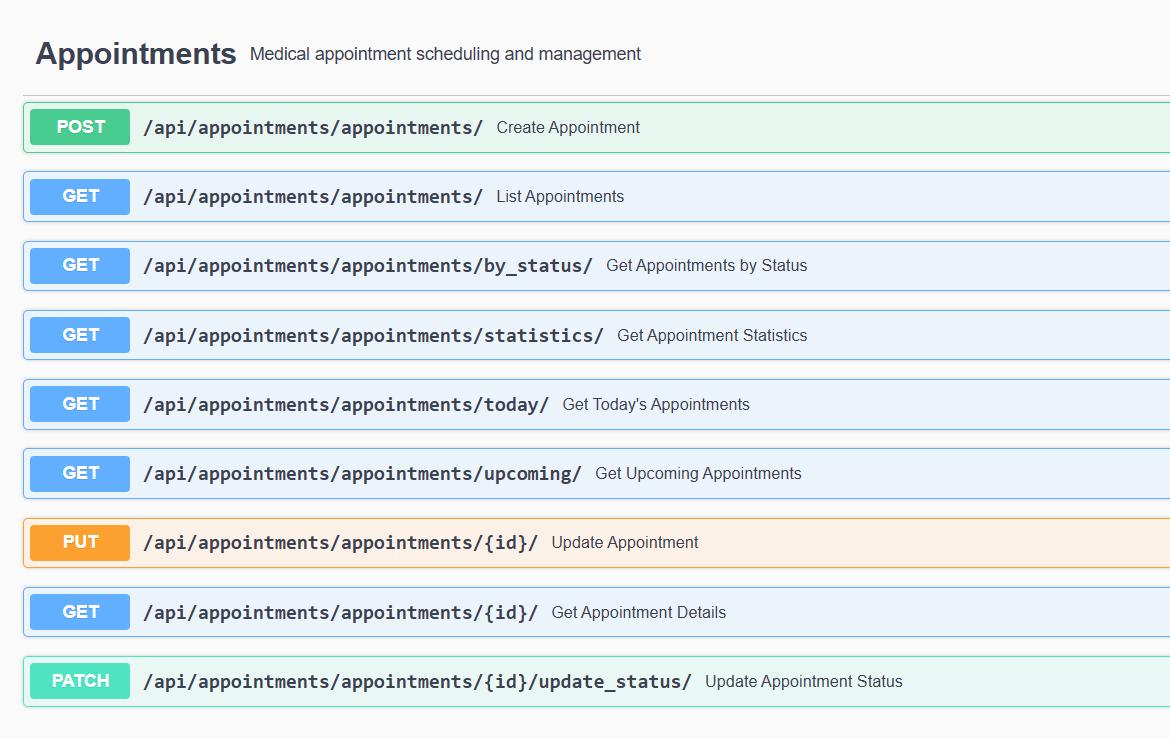 Appointments Medical appointment scheduling and management
POST /api/appointments/appointments/ Create Appointment
GET /api/appointments/appointments/ List Appointments
GET /api/appointments/appointments/by_status/ Get Appointments by Status
GET /api/appointments/appointments/statistics/ Get Appointment Statistics
GET /api/appointments/appointments/today/ Get Today's Appointments
GET /api/appointments/appointments/upcoming/ Get Upcoming Appointments
PUT /api/appointments/appointments/{id}/ Update Appointment
GET /api/appointments/appointments/{id}/ Get Appointment Details
PATCH /api/appointments/appointments/{id}/update_status/ Update Appointment Status